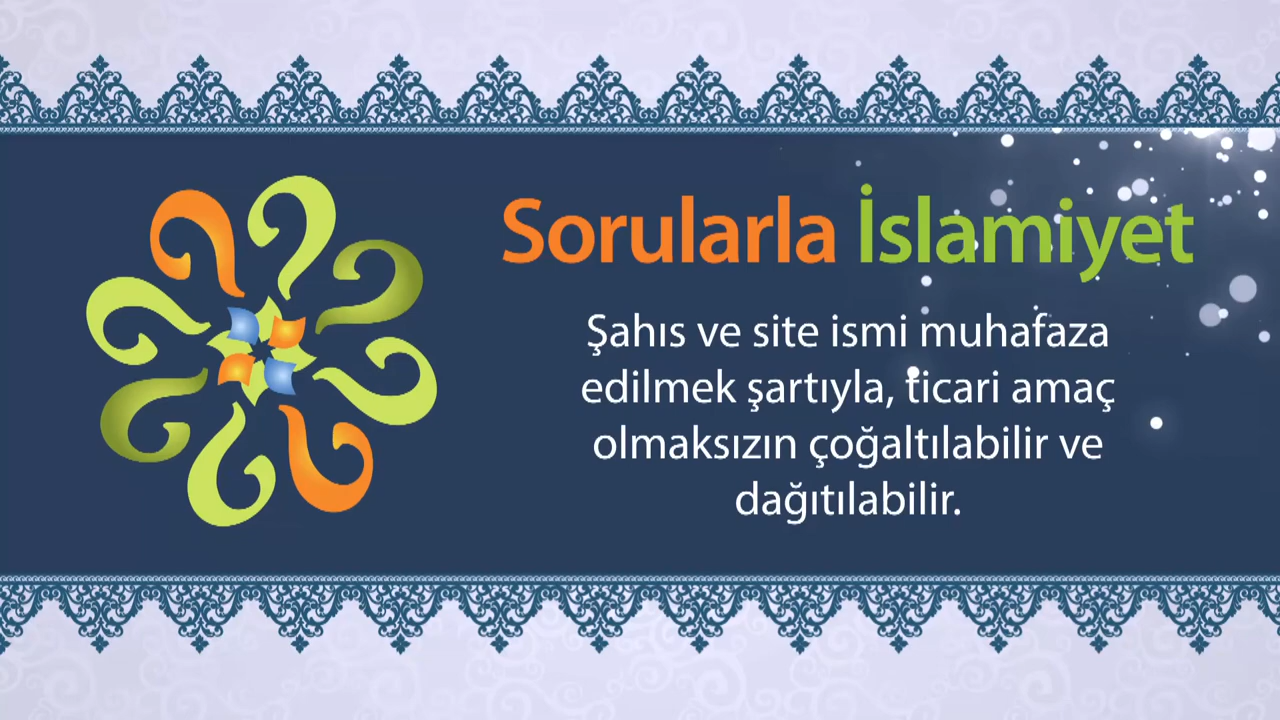 Sorularla İslamiyet
Şahıs ve site ismi muhafaza
edilmek şartıyla, ticari amaç
olmaksızın çoğaltılabilir ve
dağıtılabilir.